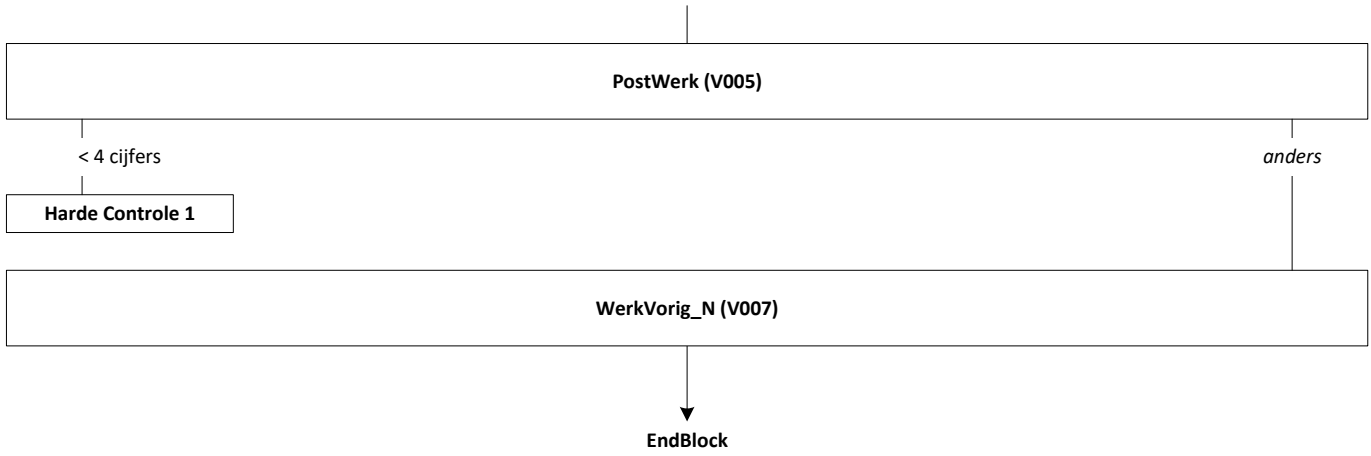 PostWerk (V005)
< 4 cijfers
anders
Harde Controle 1
WerkVorig_N (V007)
EndBlock